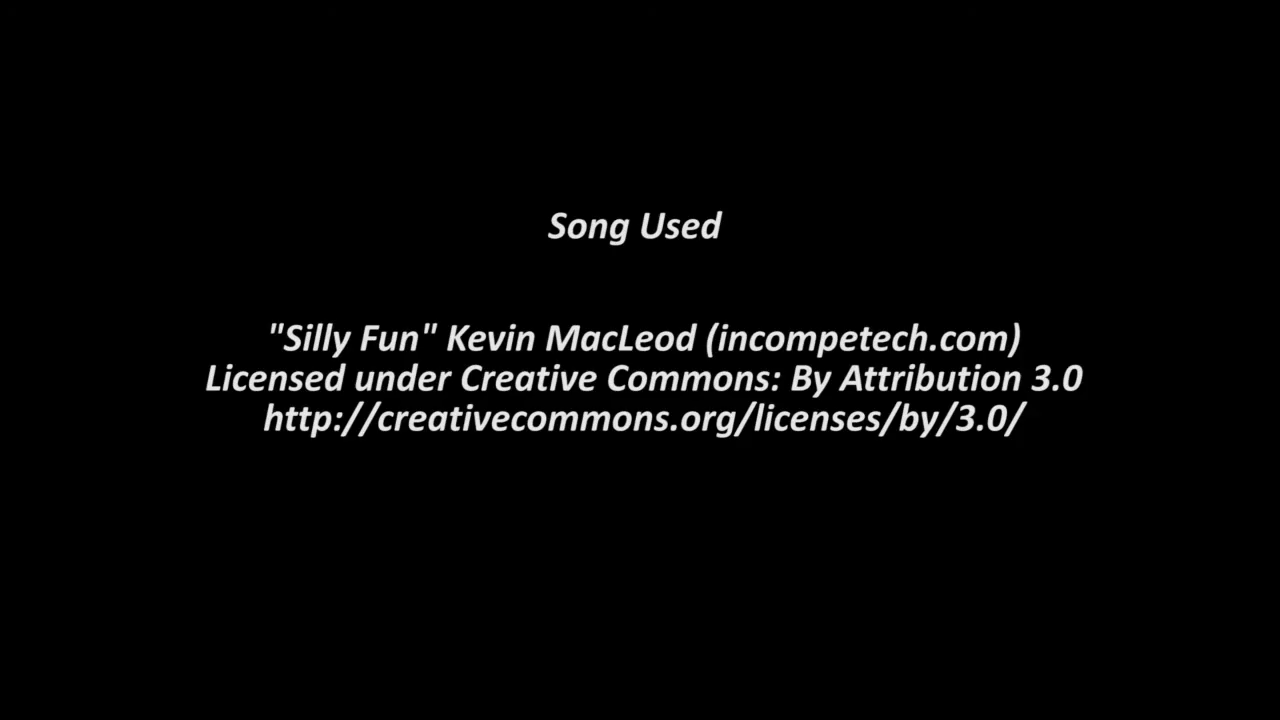 Song Used
"Silly Fun" Kevin MacLeod (incompetech.com)
Licensed under Creative Commons: By Attribution 3.0
http://creativecommons.org/licenses/by/3.0/